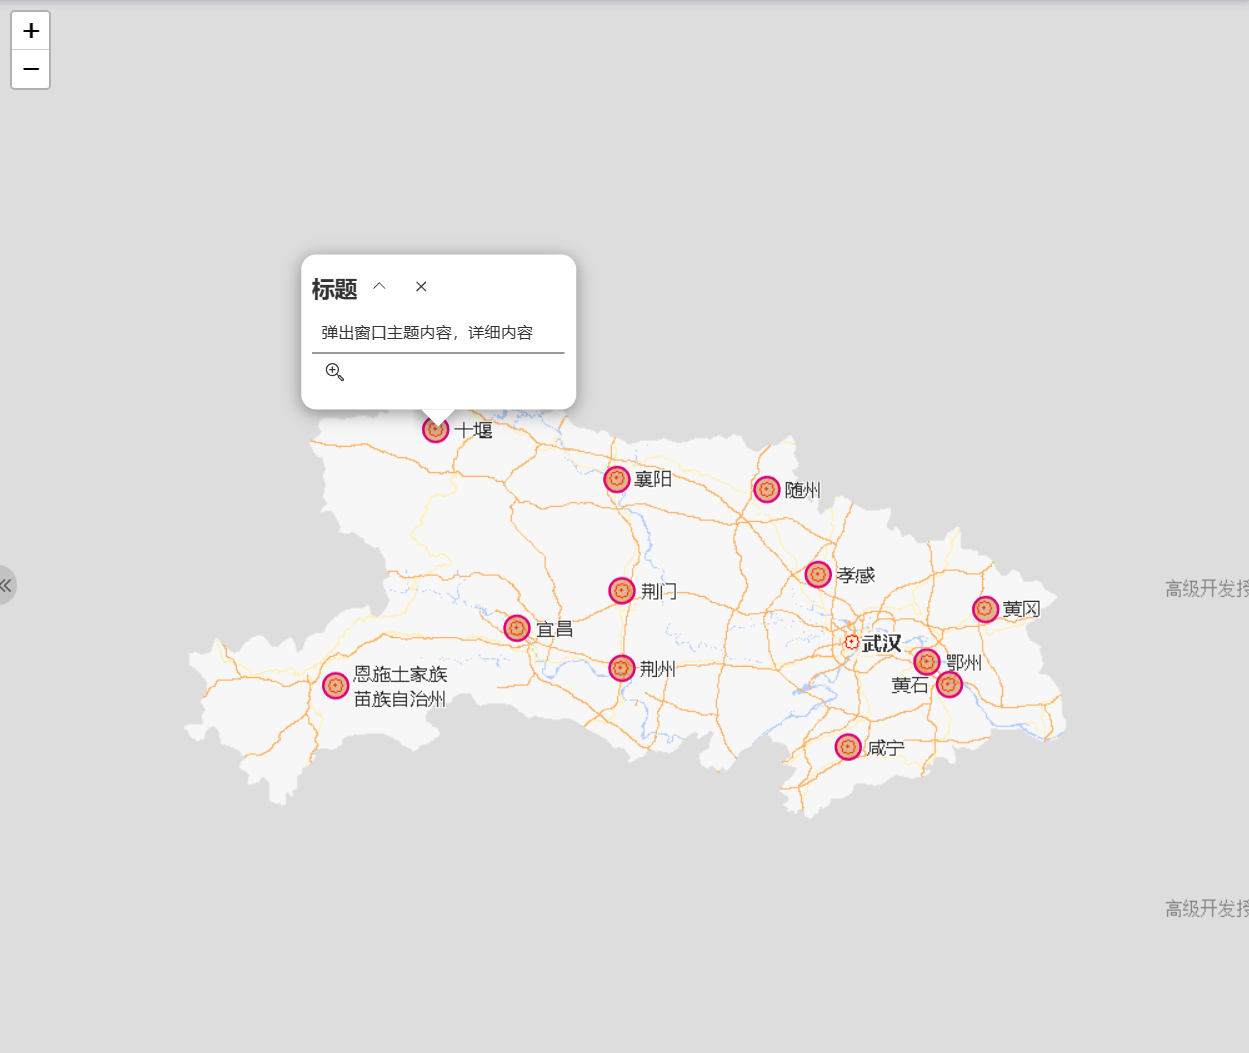 +
−
标题
弹出窗口主题内容，详细内容
十堰
襄阳
随州
孝感
荆门
黄冈
宜昌
武汉
鄂州
荆州
恩施土家族
苗族自治州
黄石
咸宁
高级开发
高级开发